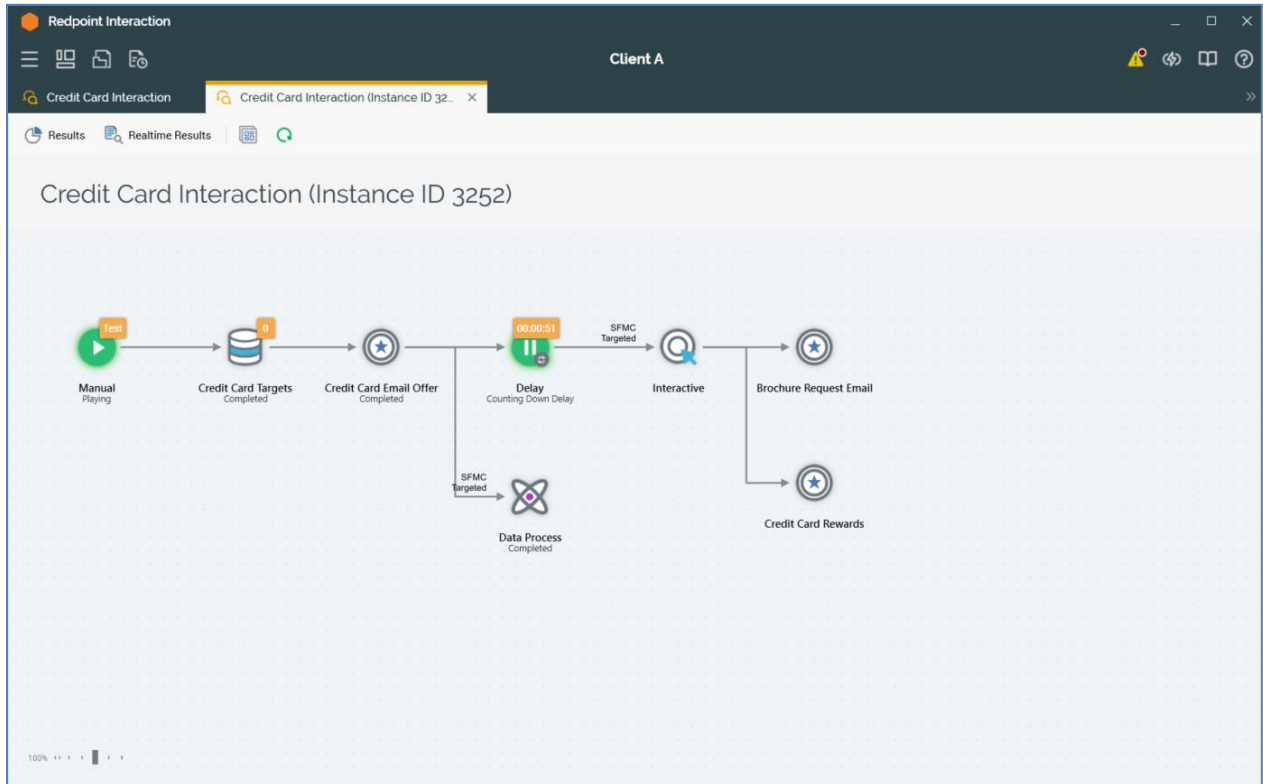 Redpoint Interaction
Client A
Credit Card Interaction
Credit Card Interaction (Instance ID 32...
Results
Realtime Results
Credit Card Interaction (Instance ID 3252)
Test
0
00:00:51
SFMC
Targeted
Manual
Playing
Credit Card Targets
Completed
Credit Card Email Offer
Completed
Delay
Counting Down Delay
Interactive
Brochure Request Email
SFMC
Targeted
Data Process
Completed
Credit Card Rewards
100%